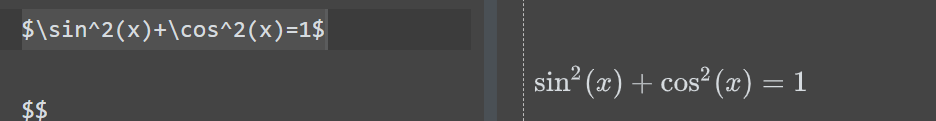 $\sin^2(x)+\cos^2(x)=1$
sin²(x) + cos²(x) = 1
$$